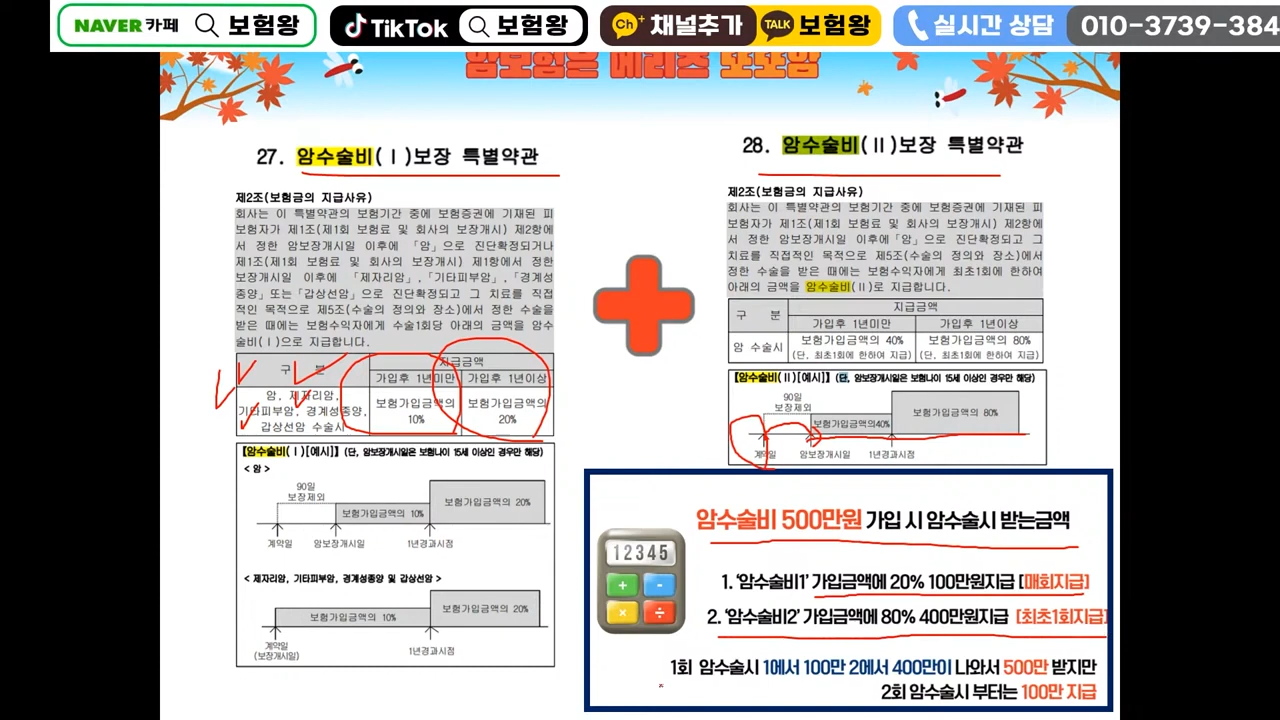 NAVER 카페 보험왕 TikTok 보험왕 Ch+ 채널추가 TALK 보험왕 실시간 상담 010-3739-384
암보험은 메리츠 또또암
27. 암수술비(Ⅰ)보장 특별약관
제2조(보험금의 지급사유)
회사는 이 특별약관의 보험기간 중에 보험증권에 기재된 피
보험자가 제1조(제1회 보험료 및 회사의 보장개시) 제2항에
서 정한 암보장개시일 이후에 「암」으로 진단확정되거나
제1조(제1회 보험료 및 회사의 보장개시) 제1항에서 정한
보장개시일 이후에 「제자리암」, 「기타피부암」, 「경계성
종양」 또는 「갑상선암」으로 진단확정되고 그 치료를 직접
적인 목적으로 제5조(수술의 정의와 장소)에서 정한 수술을
받은 때에는 보험수익자에게 수술1회당 아래의 금액을 암수
술비(Ⅰ)으로 지급합니다.
구 분 지급금액
가입후 1년미만 가입후 1년이상
암, 제자리암,
기타피부암, 경계성종양,
갑상선암 수술시
보험가입금액의
10%
보험가입금액의
20%
【암수술비(Ⅰ)[예시]】(단, 암보장개시일은 보험나이 15세 이상인 경우만 해당)
< 암 >
90일
보장제외
보험가입금액의 10%
보험가입금액의 20%
계약일 암보장개시일 1년경과시점
< 제자리암, 기타피부암, 경계성종양 및 갑상선암 >
보험가입금액의 10%
보험가입금액의 20%
계약일
(보장개시일)
1년경과시점
28. 암수술비(Ⅱ)보장 특별약관
제2조(보험금의 지급사유)
회사는 이 특별약관의 보험기간 중에 보험증권에 기재된 피
보험자가 제1조(제1회 보험료 및 회사의 보장개시) 제2항에
서 정한 암보장개시일 이후에 「암」으로 진단확정되고 그
치료를 직접적인 목적으로 제5조(수술의 정의와 장소)에서
정한 수술을 받은 때에는 보험수익자에게 최초1회에 한하여
아래의 금액을 암수술비(Ⅱ)로 지급합니다.
구 분 지급금액
가입후 1년미만 가입후 1년이상
암 수술시
보험가입금액의 40%
(단, 최초1회에 한하여 지급)
보험가입금액의 80%
(단, 최초1회에 한하여 지급)
【암수술비(Ⅱ)[예시]】(단, 암보장개시일은 보험나이 15세 이상인 경우만 해당)
90일
보장제외
보험가입금액의40%
보험가입금액의 80%
계약일 암보장개시일 1년경과시점
12345
암수술비 500만원 가입 시 암수술시 받는금액
1. ‘암수술비1’ 가입금액에 20% 100만원지급 [매회지급]
2. ‘암수술비2’ 가입금액에 80% 400만원지급 [최초1회지급]
1회 암수술시 1에서 100만 2에서 400만이 나와서 500만 받지만
2회 암수술시 부터는 100만 지급